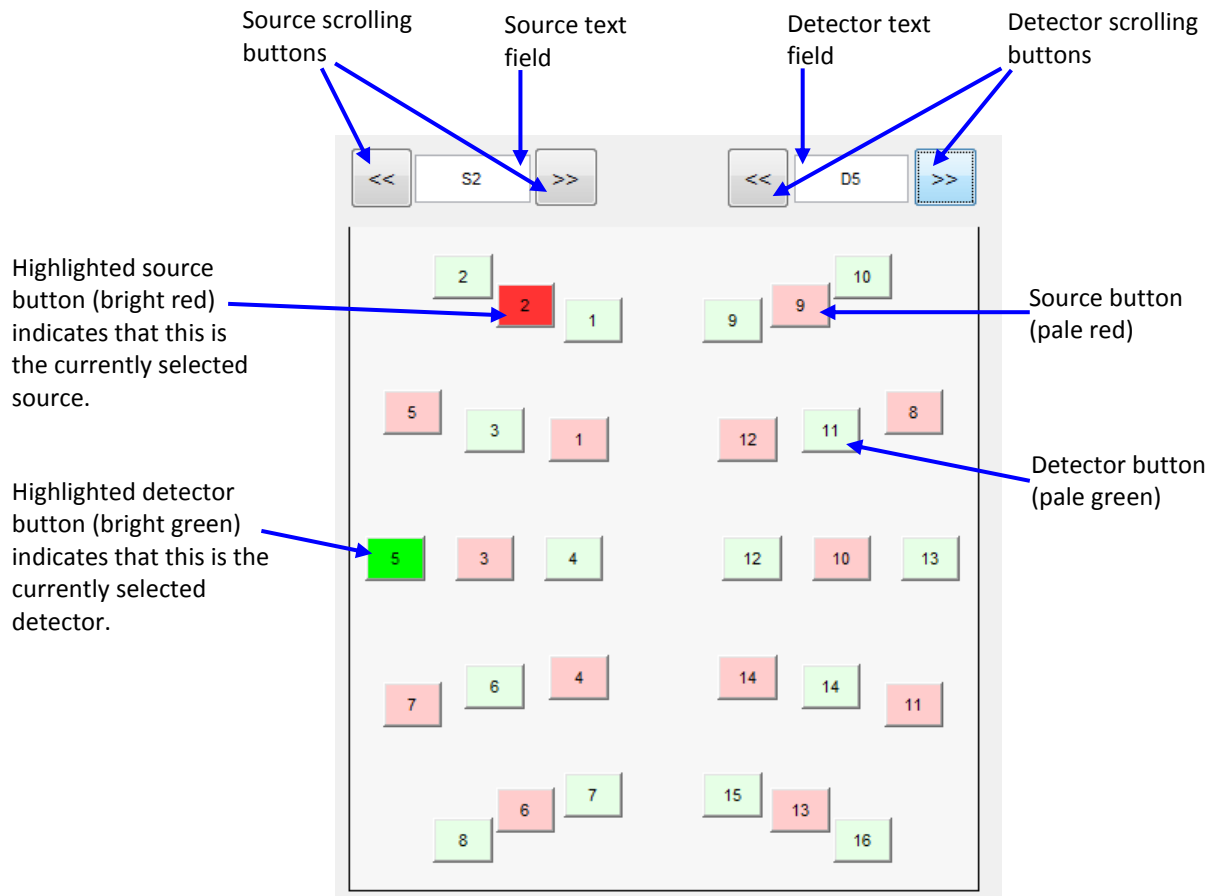 Source scrolling
buttons
Source text
field
Detector text
field
Detector scrolling
buttons
<< S2 >> << D5 >>
Highlighted source
button (bright red)
indicates that this is
the currently selected
source.
2 2 1 9 9 10
Source button
(pale red)
5 3 1 12 11 8
Detector button
(pale green)
Highlighted detector
button (bright green)
indicates that this is the
currently selected
detector.
5 3 4 12 10 13
7 6 4 14 14 11
8 6 7 15 13 16